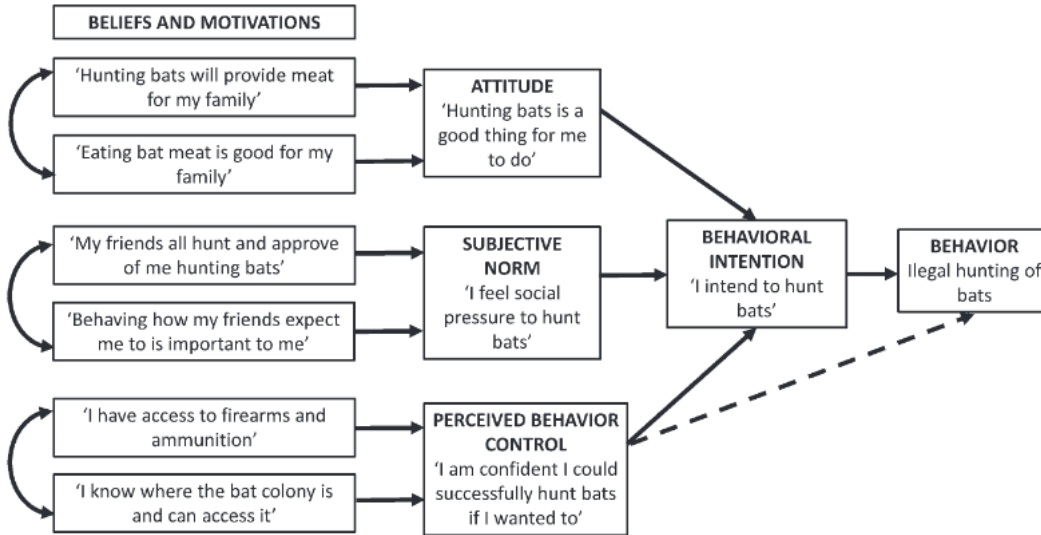 BELIEFS AND MOTIVATIONS
‘Hunting bats will provide meat
for my family’
‘Eating bat meat is good for my
family’
‘My friends all hunt and approve
of me hunting bats’
‘Behaving how my friends expect
me to is important to me’
‘I have access to firearms and
ammunition’
‘I know where the bat colony is
and can access it’
ATTITUDE
‘Hunting bats is a
good thing for me
to do’
SUBJECTIVE
NORM
‘I feel social
pressure to hunt
bats’
PERCEIVED BEHAVIOR
CONTROL
‘I am confident I could
successfully hunt bats
if I wanted to’
BEHAVIORAL
INTENTION
‘I intend to hunt
bats’
BEHAVIOR
Ilegal hunting of
bats